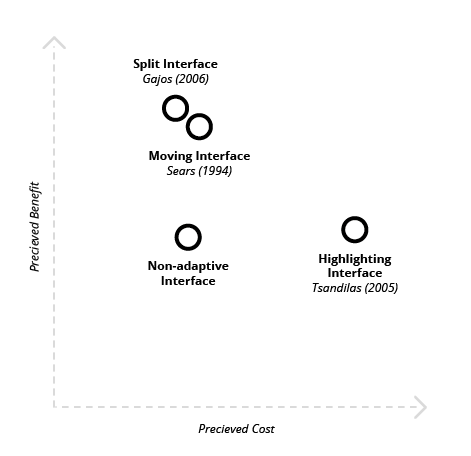 Split Interface
Gajos (2006)
Moving Interface
Sears (1994)
Precieved Benefit
Non-adaptive
Interface
Highlighting
Interface
Tsandilas (2005)
Precieved Cost